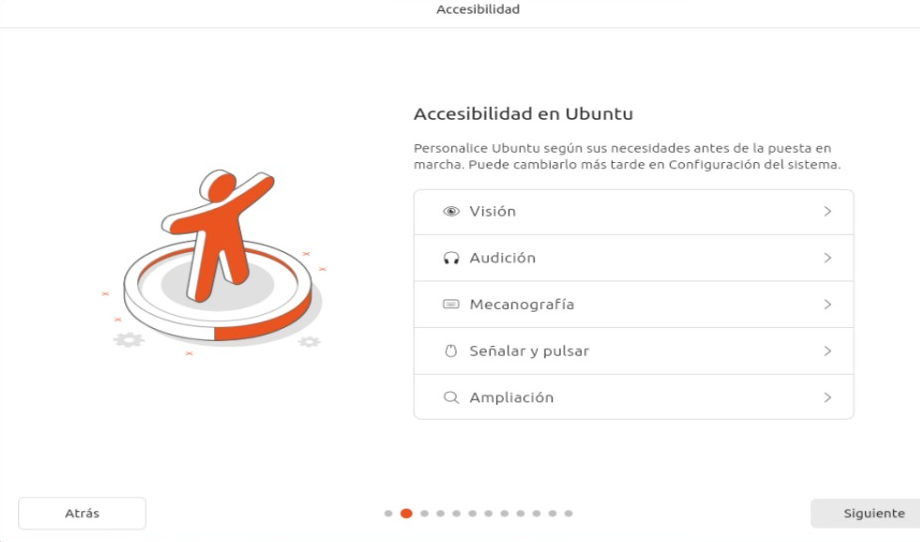 Accesibilidad
Accesibilidad en Ubuntu
Personalice Ubuntu según sus necesidades antes de la puesta en
marcha. Puede cambiarlo más tarde en Configuración del sistema.
Visión
Audición
Mecanografía
Señalar y pulsar
Ampliación
Atrás
Siguiente